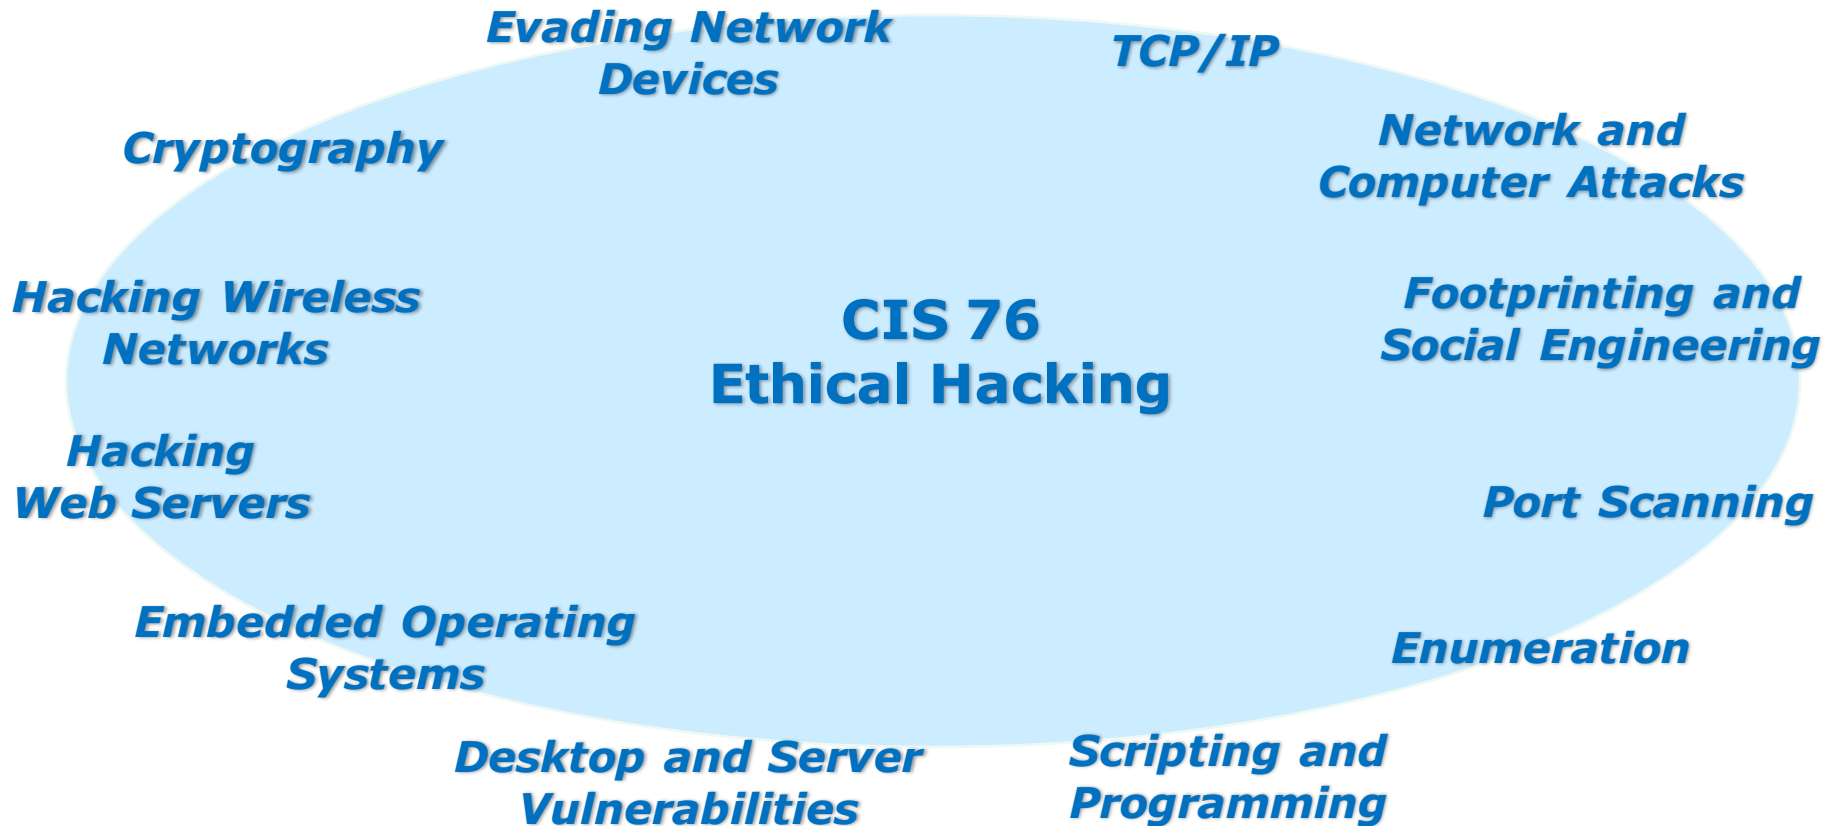 Evading Network
Devices
TCP/IP
Cryptography
Network and
Computer Attacks
Hacking Wireless
Networks
CIS 76
Ethical Hacking
Footprinting and
Social Engineering
Hacking
Web Servers
Port Scanning
Embedded Operating
Systems
Enumeration
Desktop and Server
Vulnerabilities
Scripting and
Programming